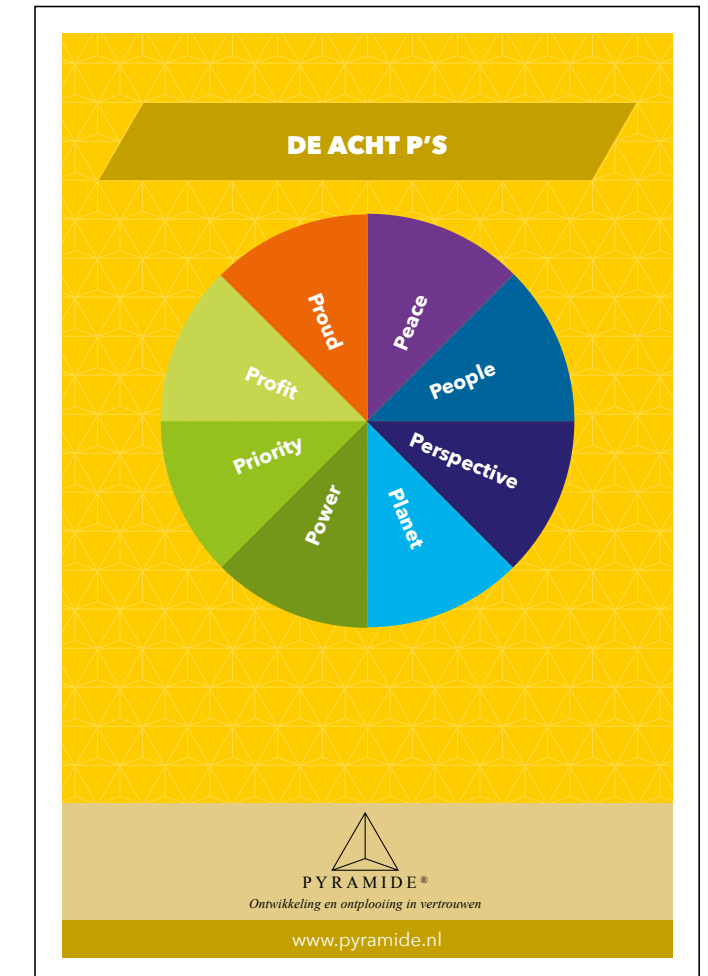 DE ACHT P'S
Proud
Peace
People
Profit
Perspective
Priority
Power
Planet
PYRAMIDE®
Ontwikkeling en ontplooiing in vertrouwen
www.pyramide.nl